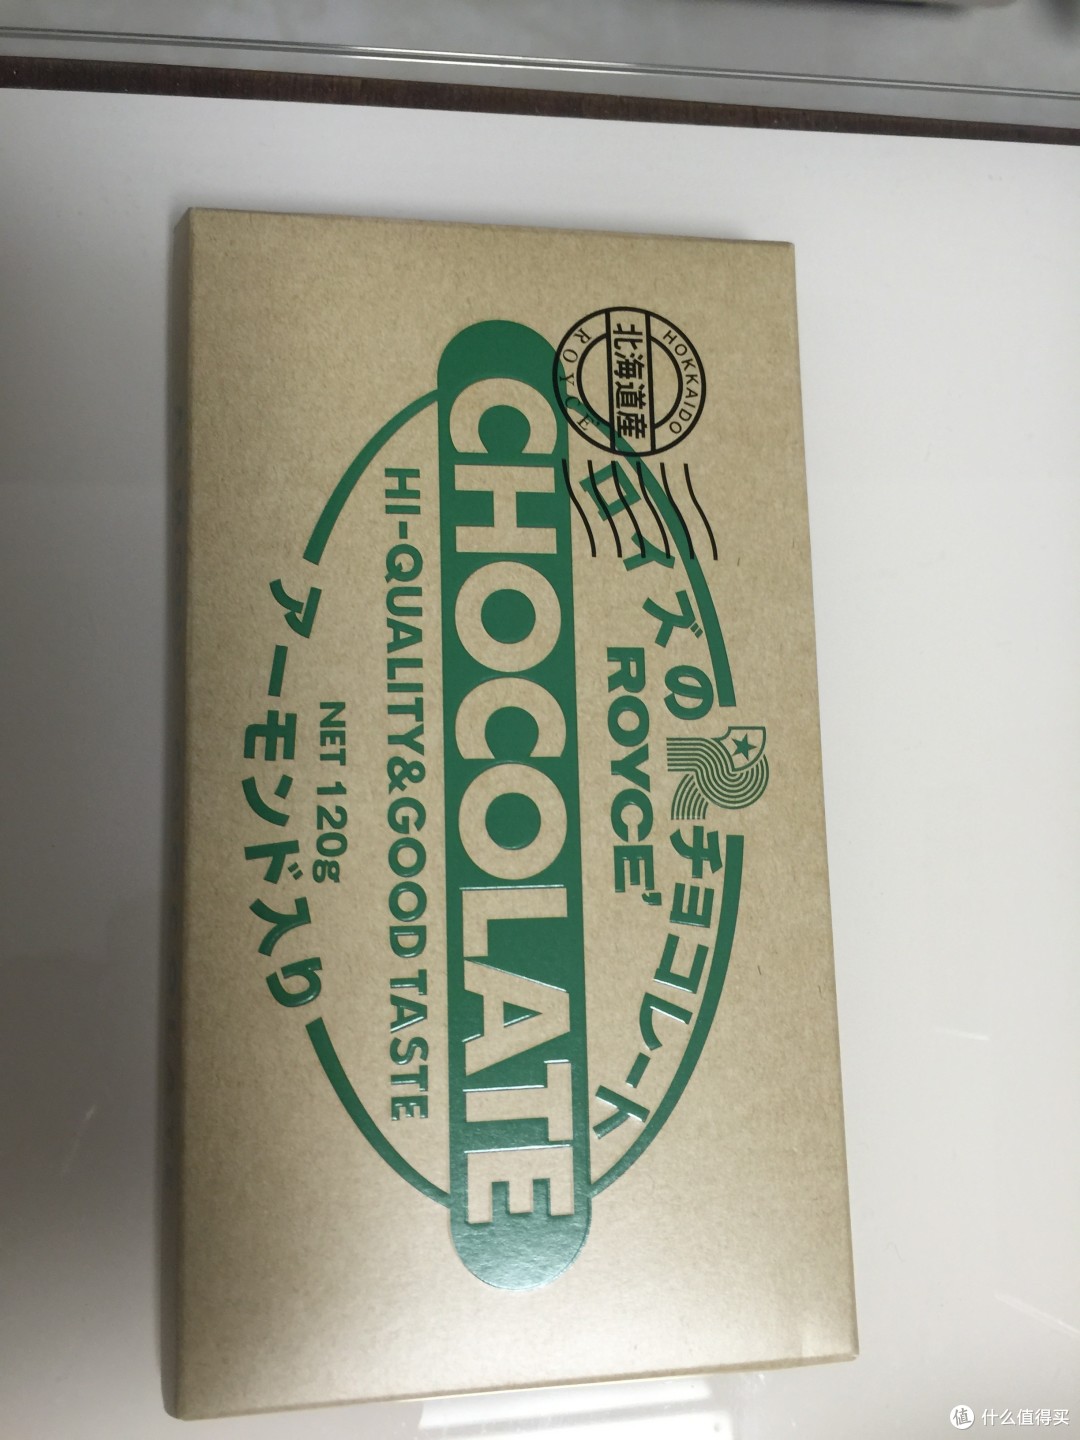 HOKKAIDO
北海道産
ROYCE'
ロイズのチョコレート
ROYCE'
CHOCOLATE
HI-QUALITY&GOOD TASTE
NET 120g
アーモンド入り
值 什么值得买